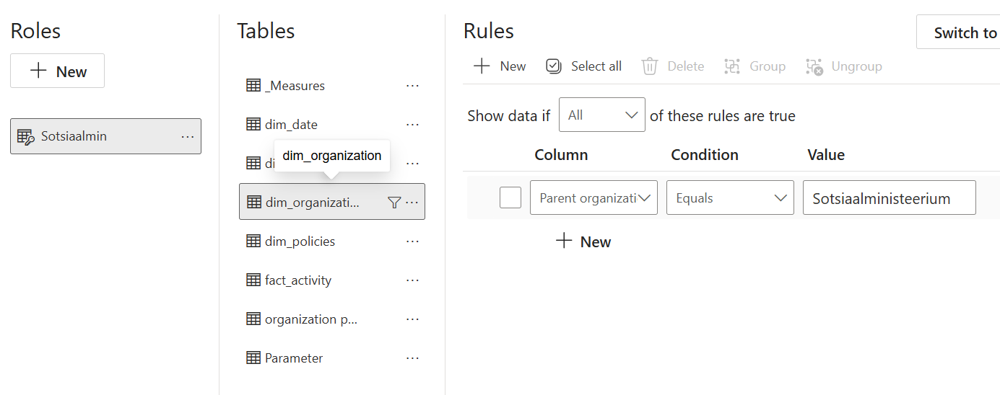 Roles
New
Sotsiaalmin
Tables
_Measures
dim_date
di
dim_organization
dim_organizati...
dim_policies
fact_activity
organization p...
Parameter
Rules
Switch to
New
Select all
Delete
Group
Ungroup
Show data if All of these rules are true
Column Condition Value
Parent organizati Equals Sotsiaalministeerium
New